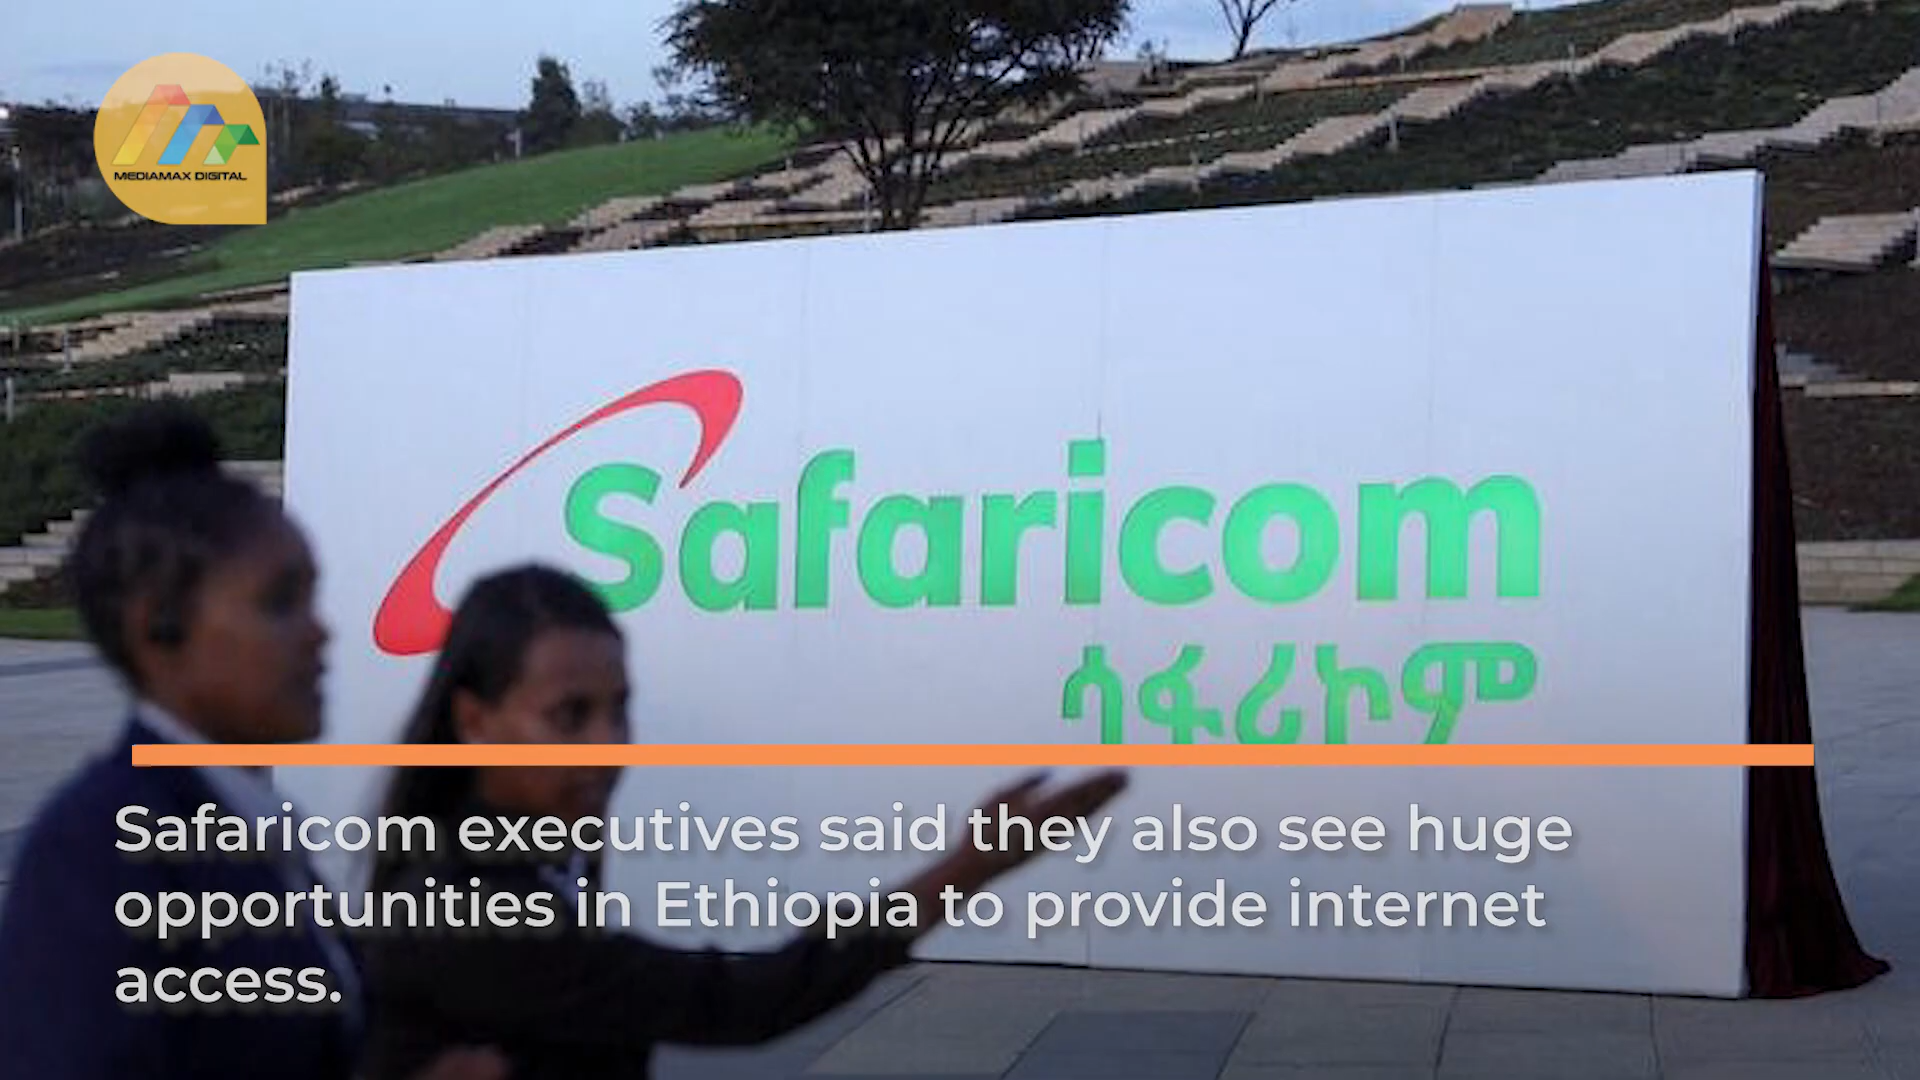 MEDIAMAX DIGITAL
Safaricom
ሳፋሪኮም
Safaricom executives said they also see huge
opportunities in Ethiopia to provide internet
access.